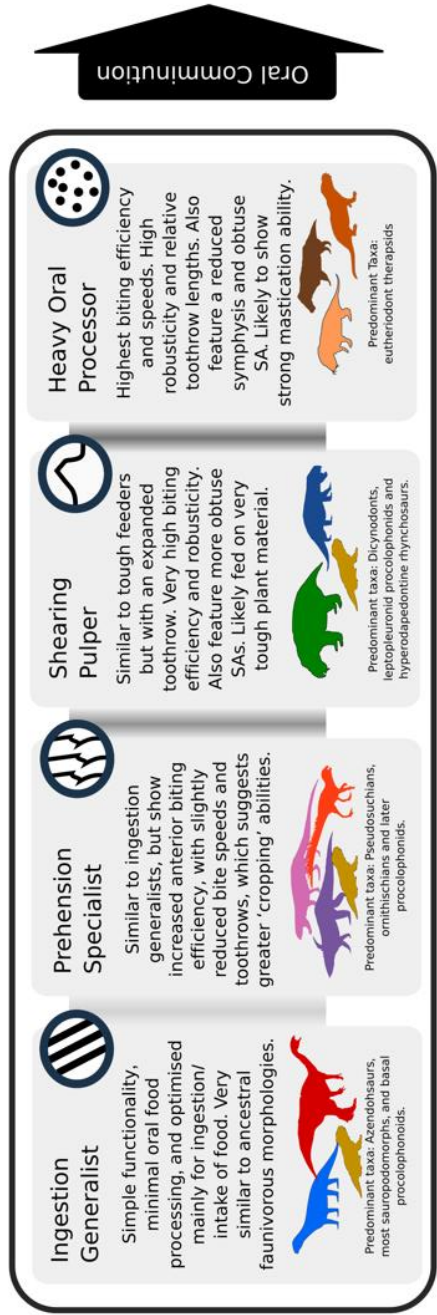 Ingestion
Generalist
Simple functionality,
minimal oral food
processing, and optimised
mainly for ingestion/
intake of food. Very
similar to ancestral
faunivorous morphologies.
Predominant taxa: Azendohsaurs,
most sauropodomorphs, and basal
procolophonoids.
Prehension
Specialist
Similar to ingestion
generalists, but show
increased anterior biting
efficiency, with slightly
reduced bite speeds and
toothrows, which suggests
greater ‘cropping’ abilities.
Predominant taxa: Pseudosuchians,
ornithischians and later
procolophonids.
Shearing
Pulper
Similar to tough feeders
but with an expanded
toothrow. Very high biting
efficiency and robusticity.
Also feature more obtuse
SAs. Likely fed on very
tough plant material.
Predominant taxa: Dicynodonts,
leptopleuronid procolophonids and
hyperodapedontine rhynchosaurs.
Heavy Oral
Processor
Highest biting efficiency
and speeds. High
robusticity and relative
toothrow lengths. Also
feature a reduced
symphysis and obtuse
SA. Likely to show
strong mastication ability.
Predominant Taxa:
eutheriodont therapsids
Oral Comminution